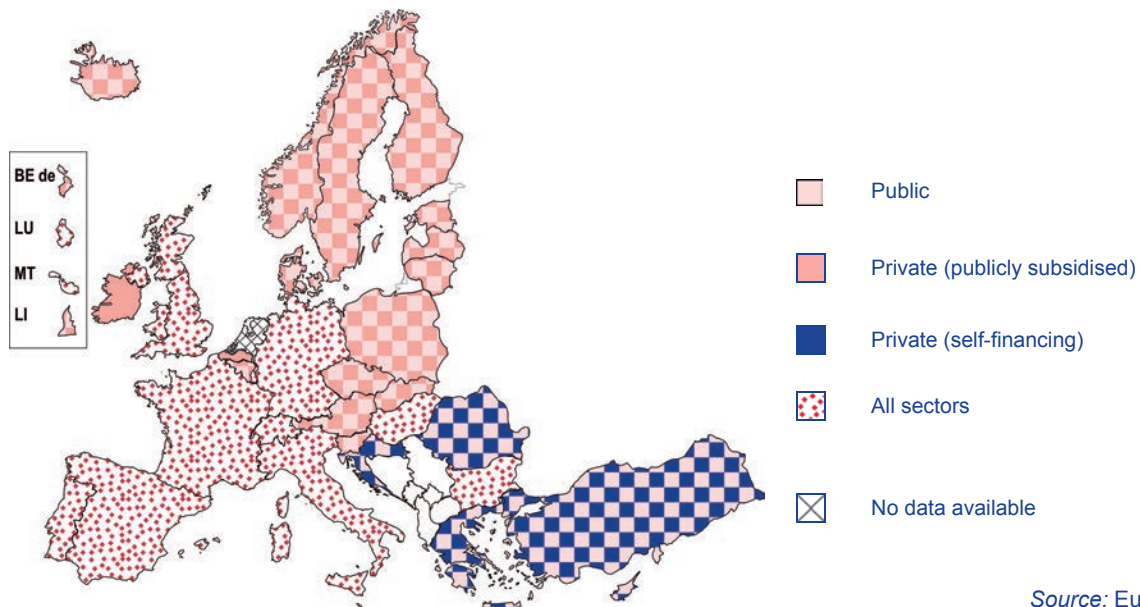 BE de
LU
MT
LI
Public
Private (publicly subsidised)
Private (self-financing)
All sectors
No data available
Source: Eu